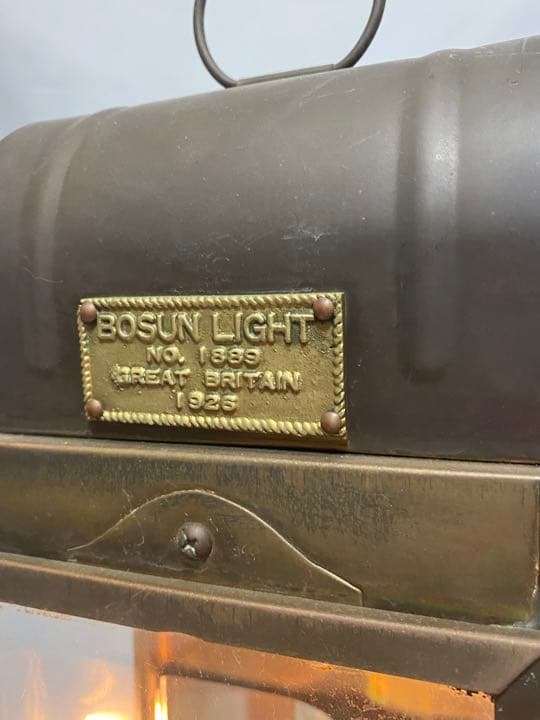 BOSUN LIGHT
NO. 1889
GREAT BRITAIN
1926